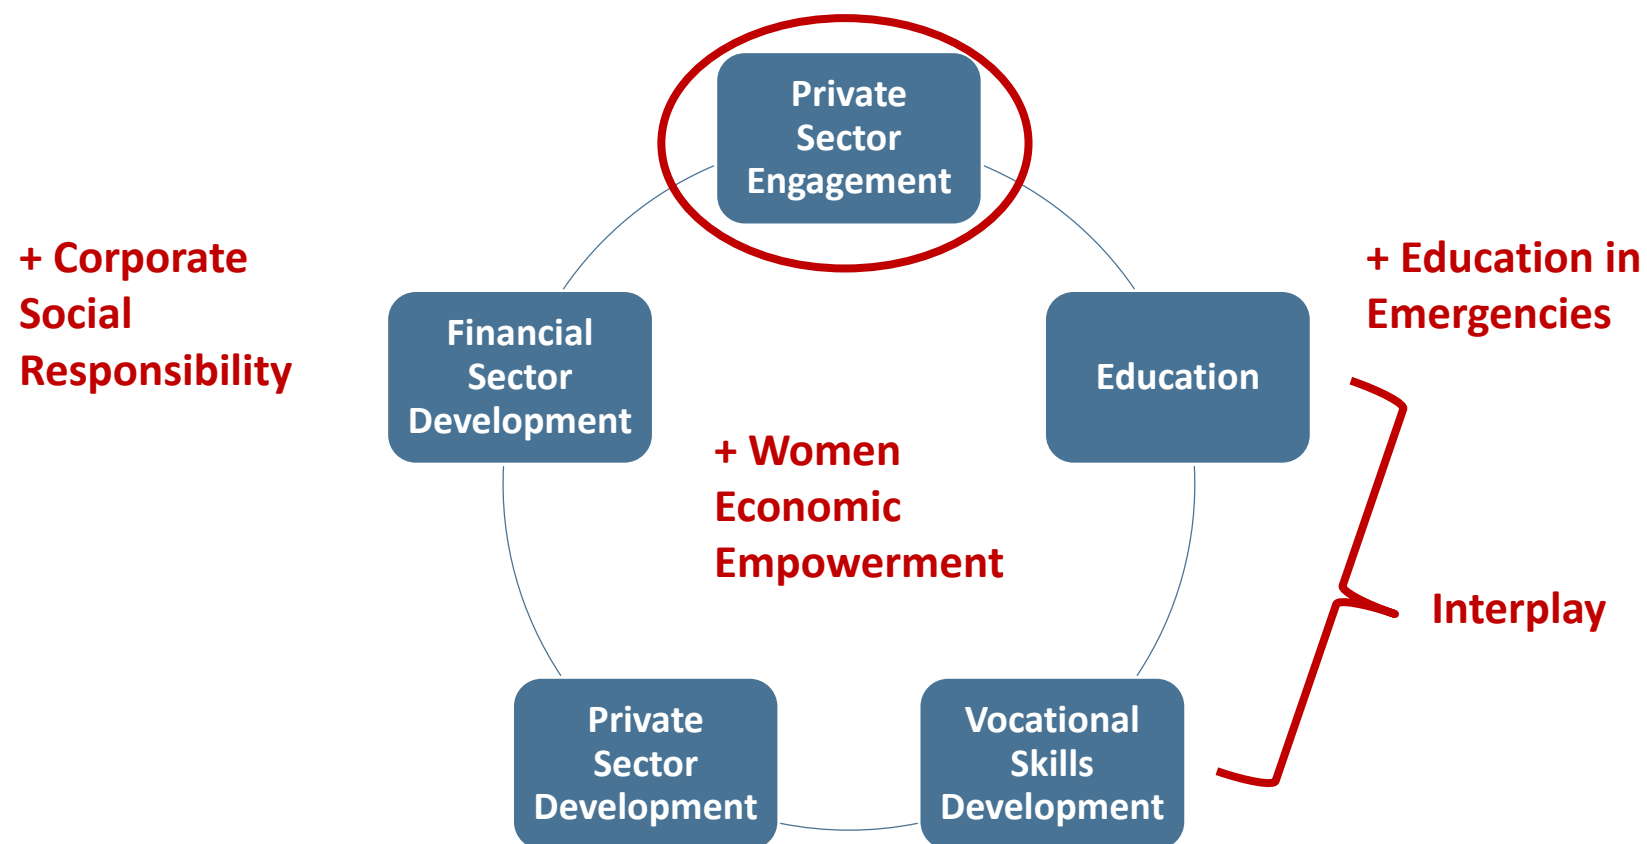 Private
Sector
Engagement
+ Corporate
Social
Responsibility
Financial
Sector
Development
Education
+ Education in
Emergencies
+ Women
Economic
Empowerment
Interplay
Private
Sector
Development
Vocational
Skills
Development